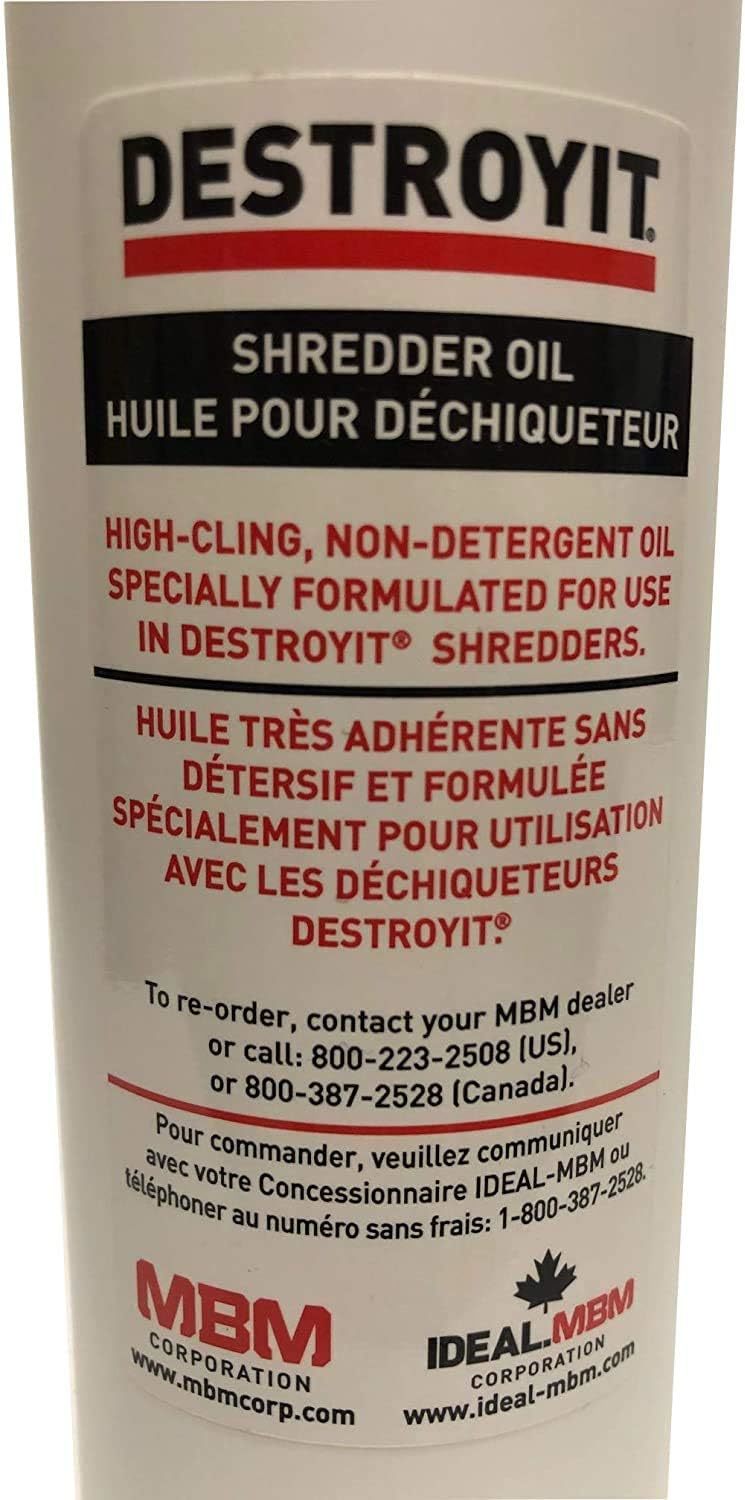 DESTROYIT®
SHREDDER OIL
HUILE POUR DÉCHIQUETEUR
HIGH-CLING, NON-DETERGENT OIL
SPECIALLY FORMULATED FOR USE
IN DESTROYIT® SHREDDERS.
HUILE TRÈS ADHÉRENTE SANS
DÉTERSIF ET FORMULÉE
SPÉCIALEMENT POUR UTILISATION
AVEC LES DÉCHIQUETEURS
DESTROYIT.®
To re-order, contact your MBM dealer
or call: 800-223-2508 (US),
or 800-387-2528 (Canada).
Pour commander, veuillez communiquer
avec votre Concessionnaire IDEAL-MBM ou
téléphoner au numéro sans frais: 1-800-387-2528.
MBM
CORPORATION
www.mbmcorp.com
IDEAL.MBM
CORPORATION
www.ideal-mbm.com